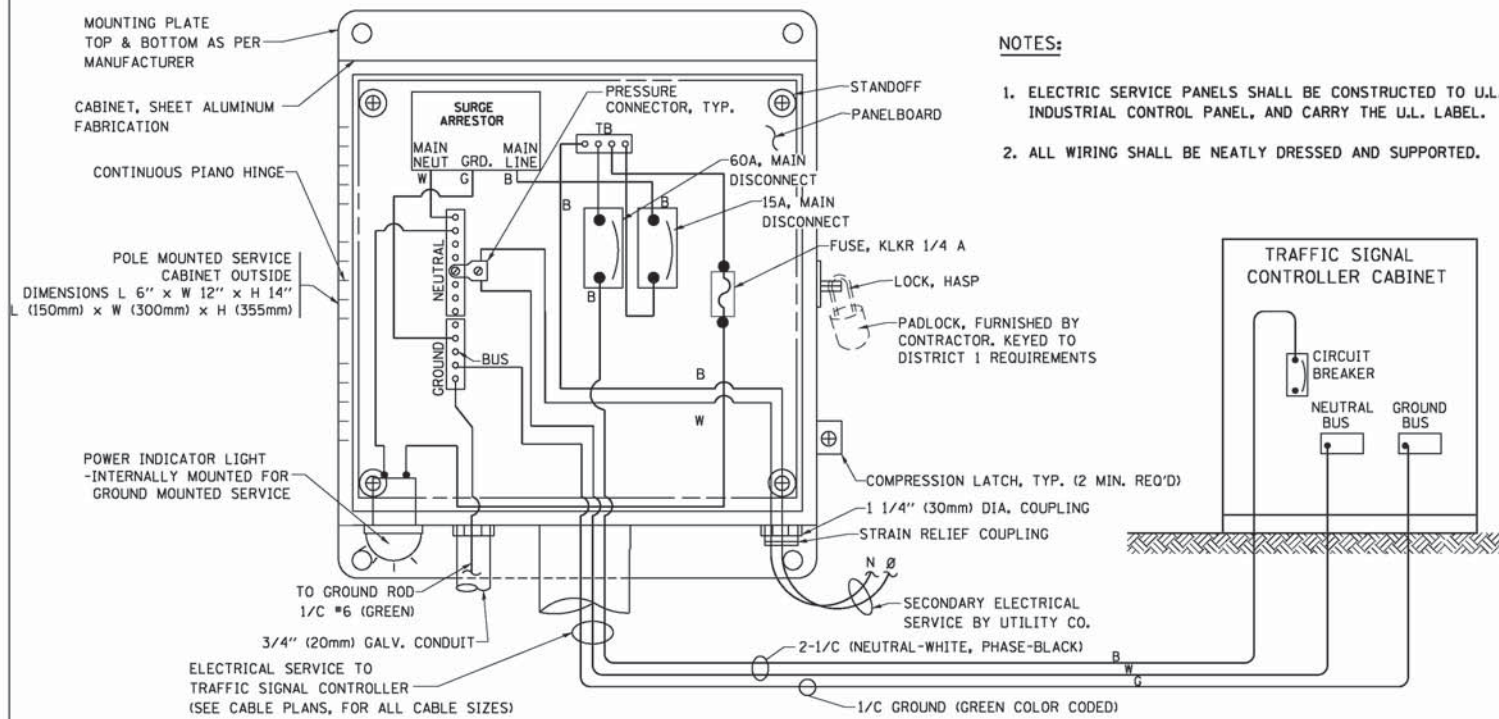 MOUNTING PLATE
TOP & BOTTOM AS PER
MANUFACTURER
CABINET, SHEET ALUMINUM
FABRICATION
CONTINUOUS PIANO HINGE
POLE MOUNTED SERVICE
CABINET OUTSIDE
DIMENSIONS L 6" x W 12" x H 14"
L (150mm) x W (300mm) x H (355mm)
POWER INDICATOR LIGHT
-INTERNALLY MOUNTED FOR
GROUND MOUNTED SERVICE
TO GROUND ROD
1/C #6 (GREEN)
3/4" (20mm) GALV. CONDUIT
ELECTRICAL SERVICE TO
TRAFFIC SIGNAL CONTROLLER
(SEE CABLE PLANS, FOR ALL CABLE SIZES)
SURGE
ARRESTOR
MAIN
NEUT
GRD.
MAIN
LINE
W
G
B
PRESSURE
CONNECTOR, TYP.
TB
60A, MAIN
DISCONNECT
B
B
15A, MAIN
DISCONNECT
B
NEUTRAL
GROUND
BUS
B
W
STANDOFF
PANELBOARD
FUSE, KLKR 1/4 A
LOCK, HASP
PADLOCK, FURNISHED BY
CONTRACTOR. KEYED TO
DISTRICT 1 REQUIREMENTS
COMPRESSION LATCH, TYP. (2 MIN. REQ'D)
1 1/4" (30mm) DIA. COUPLING
STRAIN RELIEF COUPLING
N Ø
SECONDARY ELECTRICAL
SERVICE BY UTILITY CO.
2-1/C (NEUTRAL-WHITE, PHASE-BLACK)
B
W
G
1/C GROUND (GREEN COLOR CODED)
NOTES:
1. ELECTRIC SERVICE PANELS SHALL BE CONSTRUCTED TO U.L.
INDUSTRIAL CONTROL PANEL, AND CARRY THE U.L. LABEL.
2. ALL WIRING SHALL BE NEATLY DRESSED AND SUPPORTED.
TRAFFIC SIGNAL
CONTROLLER CABINET
CIRCUIT
BREAKER
NEUTRAL
BUS
GROUND
BUS